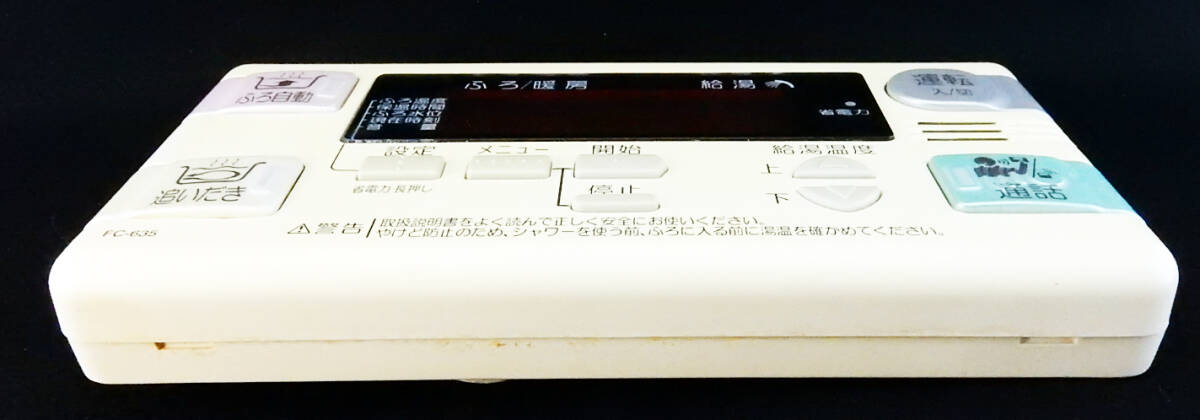 ふろ自動
ふろ/暖房
給湯
運転
入/切
ふろ温度
保温時間
ふろ水位
現在時刻
音量
省電力
設定
メニュー
開始
給湯温度
追いだき
省電力長押し
停止
上
下
通話
FC-635
警告
取扱説明書をよく読んで正しく安全にお使いください。
やけど防止のため、シャワーを使う前、ふろに入る前に湯温を確かめてください。